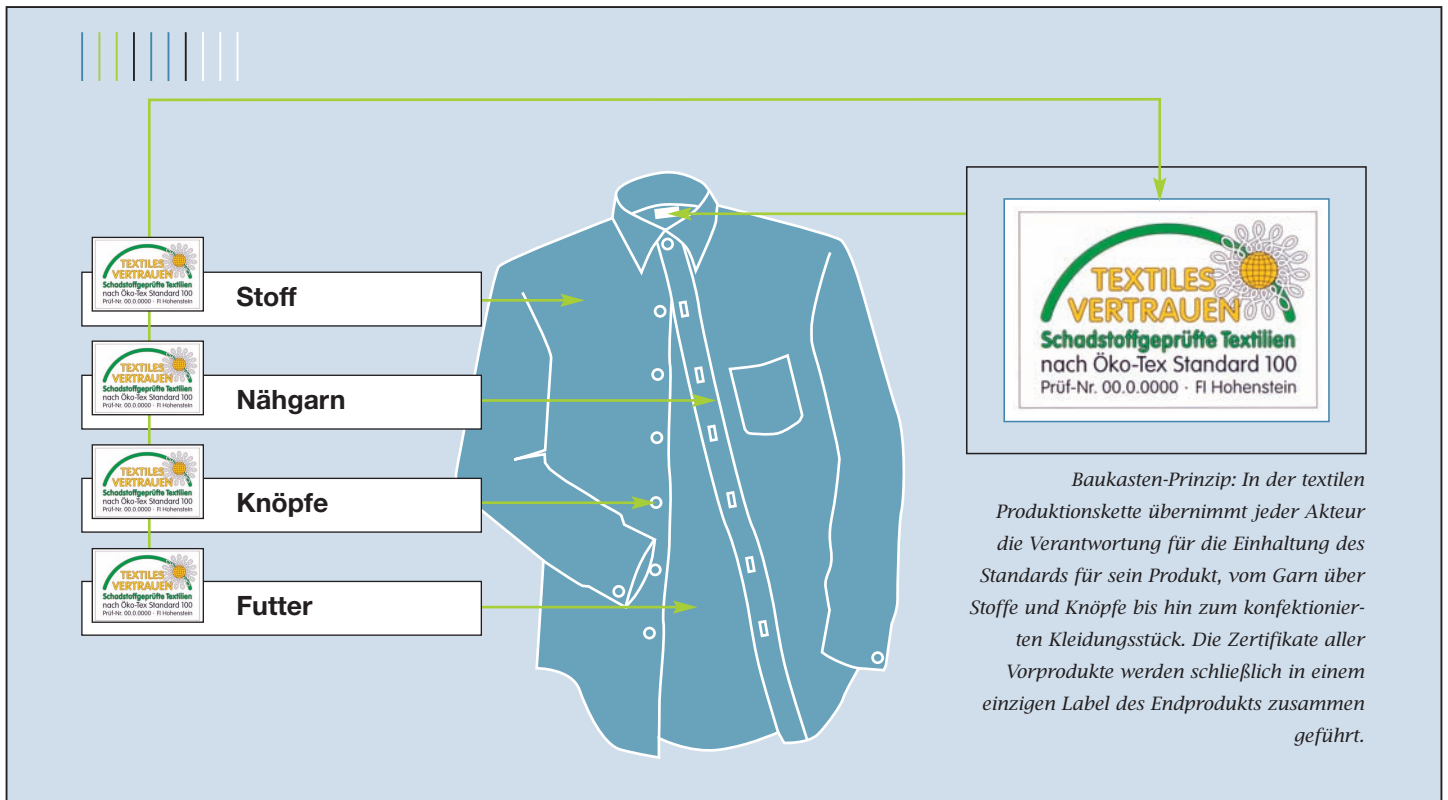 TEXTILES
VERTRAUEN
Schadstoffgeprüfte Textilien
nach Öko-Tex Standard 100
Prüf-Nr. 00.0.0000 · FI Hohenstein
Stoff
TEXTILES
VERTRAUEN
Schadstoffgeprüfte Textilien
nach Öko-Tex Standard 100
Prüf-Nr. 00.0.0000 · FI Hohenstein
Nähgarn
TEXTILES
VERTRAUEN
Schadstoffgeprüfte Textilien
nach Öko-Tex Standard 100
Prüf-Nr. 00.0.0000 · FI Hohenstein
Knöpfe
TEXTILES
VERTRAUEN
Schadstoffgeprüfte Textilien
nach Öko-Tex Standard 100
Prüf-Nr. 00.0.0000 · FI Hohenstein
Futter
TEXTILES
VERTRAUEN
Schadstoffgeprüfte Textilien
nach Öko-Tex Standard 100
Prüf-Nr. 00.0.0000 · FI Hohenstein
Baukasten-Prinzip: In der textilen
Produktionskette übernimmt jeder Akteur
die Verantwortung für die Einhaltung des
Standards für sein Produkt, vom Garn über
Stoffe und Knöpfe bis hin zum konfektionier-
ten Kleidungsstück. Die Zertifikate aller
Vorprodukte werden schließlich in einem
einzigen Label des Endprodukts zusammen
geführt.